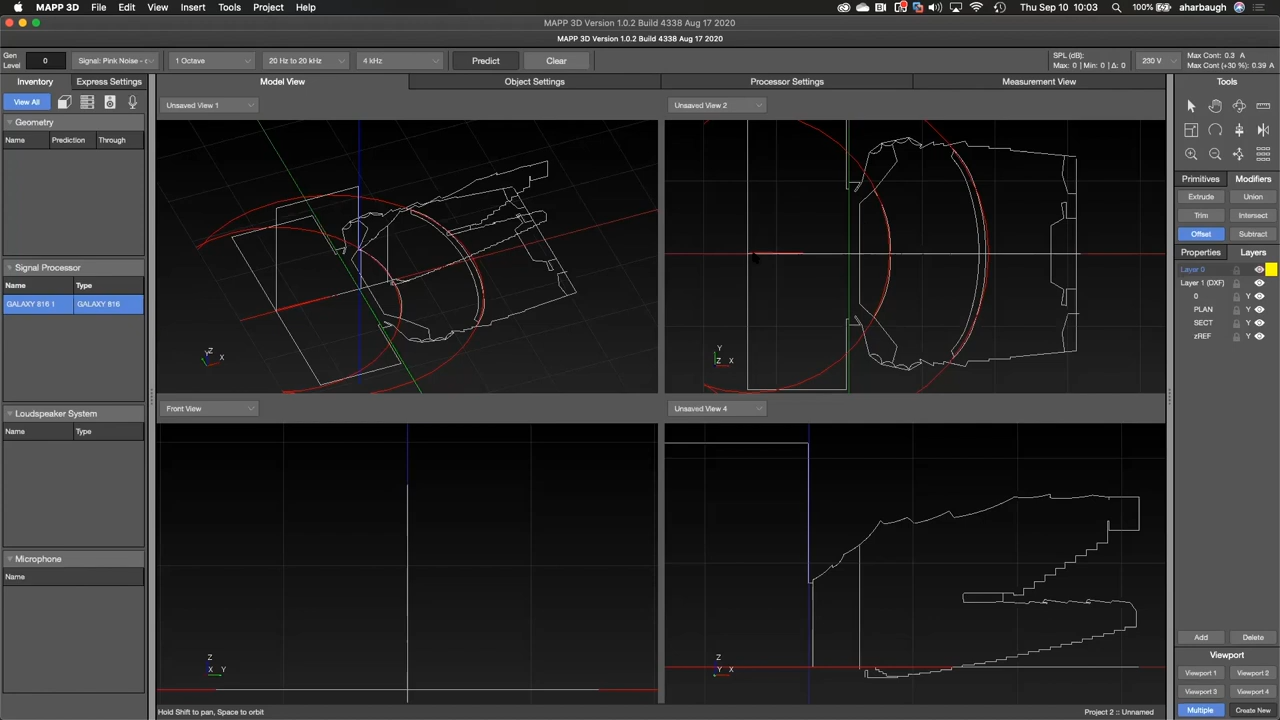 MAPP 3D File Edit View Insert Tools Project Help Thu Sep 10 10:03 100% aharbaugh
MAPP 3D Version 1.0.2 Build 4338 Aug 17 2020
MAPP 3D Version 1.0.2 Build 4338 Aug 17 2020
Gen Level 0 Signal: Pink Noise - 1 Octave 20 Hz to 20 kHz 4 kHz Predict Clear SPL (dB): Max: 0 | Min: 0 | Δ: 0 230 V Max Cont: 0.3 A Max Cont (+30 %): 0.39 A
Inventory Express Settings Model View Object Settings Processor Settings Measurement View Tools
View All Unsaved View 1 Unsaved View 2
Geometry
Name Prediction Through
Primitives Modifiers
Extrude Union
Trim Intersect
Offset Subtract
Properties Layers
Signal Processor
Layer 0
Layer 1 (DXF)
Name Type
0 Y
GALAXY 816 1 GALAXY 816
PLAN Y
SECT Y
zREF Y
Z Y X
Y Z X
Front View Unsaved View 4
Loudspeaker System
Name Type
Microphone
Name
Add Delete
Z X Y
Z Y X
Viewport
Viewport 1 Viewport 2
Viewport 3 Viewport 4
Multiple Create New
Hold Shift to pan, Space to orbit Project 2 :: Unnamed